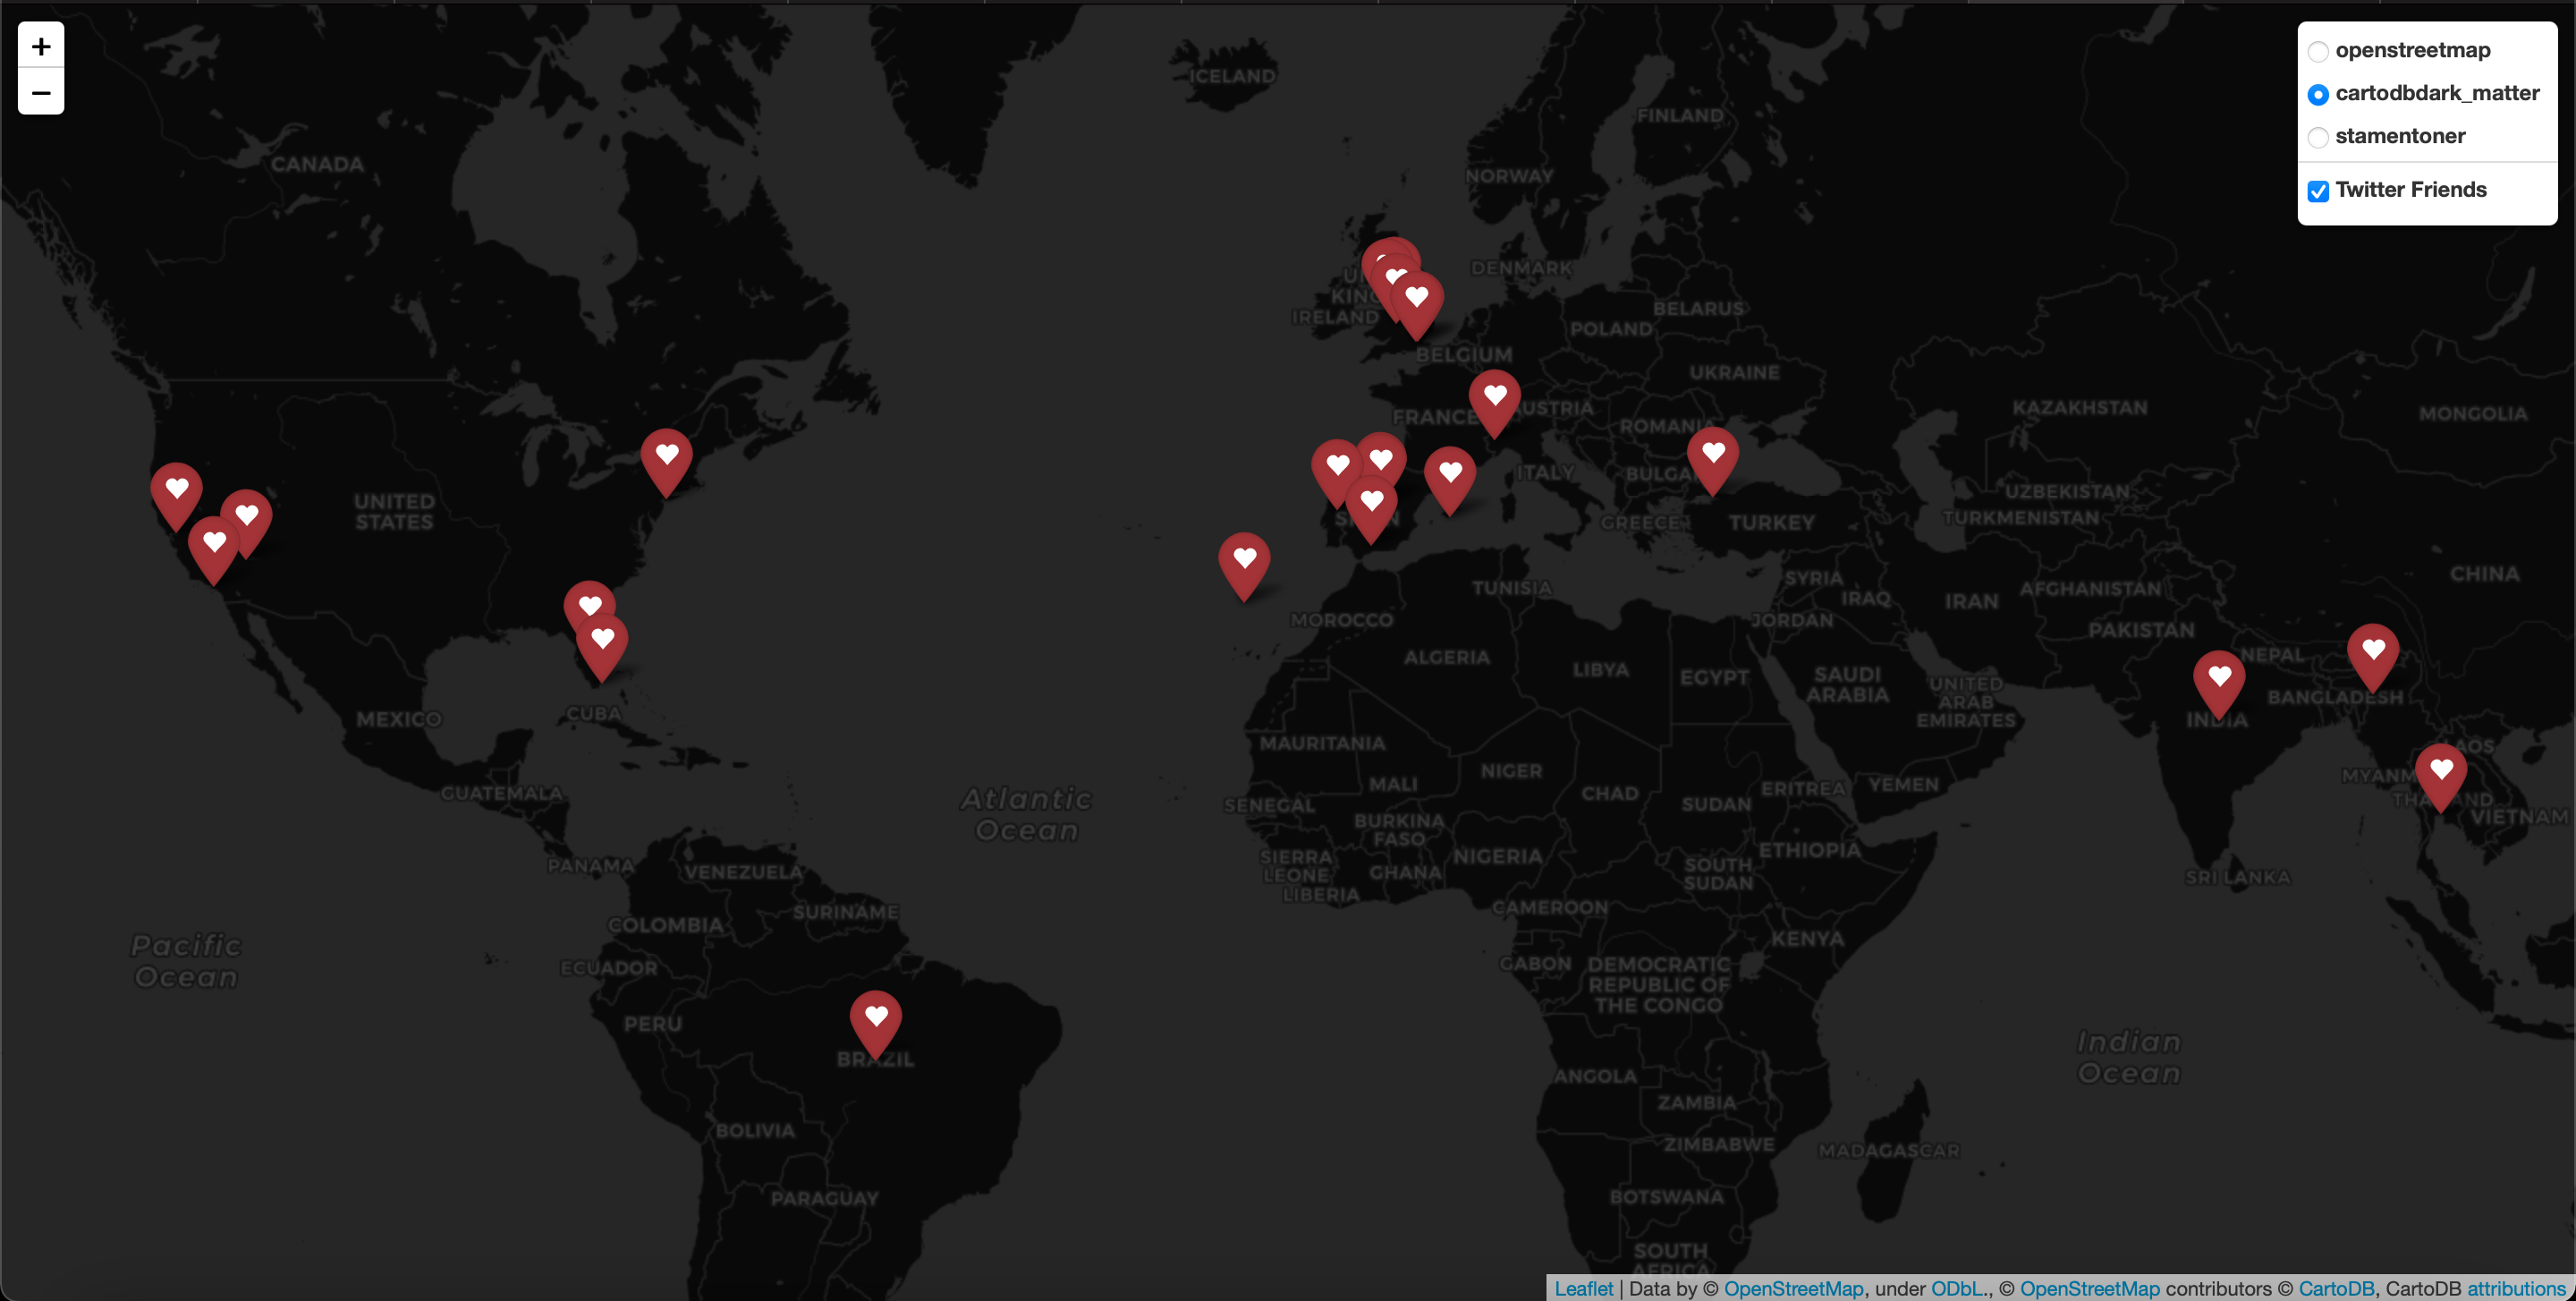 +
−
openstreetmap
cartodbdark_matter
stamentoner
Twitter Friends
ICELAND
FINLAND
CANADA
NORWAY
DENMARK
IRELAND
BELARUS
POLAND
BELGIUM
UKRAINE
FRANCE
AUSTRIA
KAZAKHSTAN
MONGOLIA
ROMANIA
ITALY
UNITED
STATES
UZBEKISTAN
TURKMENISTAN
GREECE
TURKEY
CHINA
SYRIA
TUNISIA
AFGHANISTAN
IRAQ
IRAN
MOROCCO
JORDAN
PAKISTAN
ALGERIA
LIBYA
EGYPT
SAUDI
ARABIA
NEPAL
UNITED
ARAB
EMIRATES
BANGLADESH
INDIA
CUBA
MEXICO
MAURITANIA
LAOS
NIGER
MALI
GUATEMALA
CHAD
ERITREA
YEMEN
Atlantic
Ocean
SENEGAL
SUDAN
VIETNAM
BURKINA
FASO
SIERRA
LEONE
NIGERIA
ETHIOPIA
PANAMA
VENEZUELA
GHANA
SOUTH
SUDAN
SRI LANKA
LIBERIA
SURINAME
CAMEROON
COLOMBIA
KENYA
Pacific
Ocean
ECUADOR
GABON
DEMOCRATIC
REPUBLIC OF
THE CONGO
PERU
Indian
Ocean
BRAZIL
ANGOLA
ZAMBIA
BOLIVIA
ZIMBABWE
MADAGASCAR
PARAGUAY
BOTSWANA
SOUTH
AFRICA
Leaflet | Data by © OpenStreetMap, under ODbL., © OpenStreetMap contributors © CartoDB, CartoDB attributions